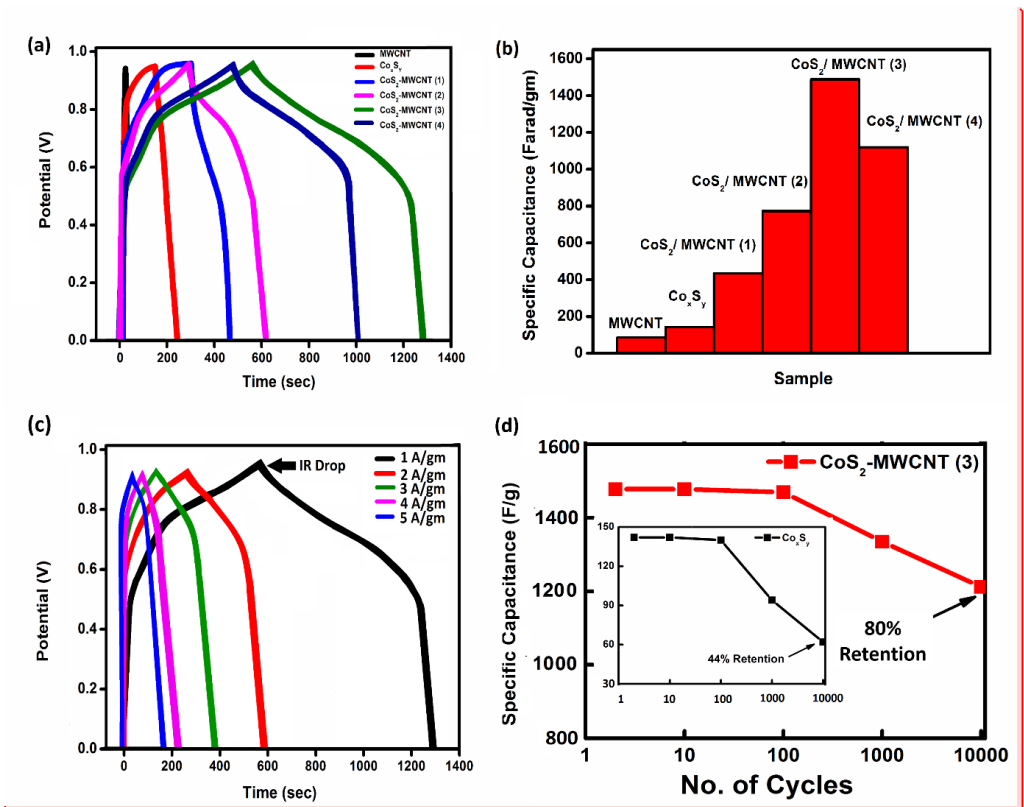 (a)
1.0
0.8
0.6
0.4
0.2
0.0
Potential (V)
MWCNT
CoₓSᵧ
CoS₂-MWCNT (1)
CoS₂-MWCNT (2)
CoS₂-MWCNT (3)
CoS₂-MWCNT (4)
0 200 400 600 800 1000 1200 1400
Time (sec)
(b)
1600
1400
1200
1000
800
600
400
200
0
Specific Capacitance (Farad/gm)
MWCNT
CoₓSᵧ
CoS₂/ MWCNT (1)
CoS₂/ MWCNT (2)
CoS₂/ MWCNT (3)
CoS₂/ MWCNT (4)
Sample
(c)
1.0
0.8
0.6
0.4
0.2
0.0
Potential (V)
IR Drop
1 A/gm
2 A/gm
3 A/gm
4 A/gm
5 A/gm
0 200 400 600 800 1000 1200 1400
Time (sec)
(d)
1600
1400
1200
1000
800
Specific Capacitance (F/g)
CoS₂-MWCNT (3)
150
120
90
60
30
CoₓSᵧ
44% Retention
1 10 100 1000 10000
80%
Retention
1 10 100 1000 10000
No. of Cycles